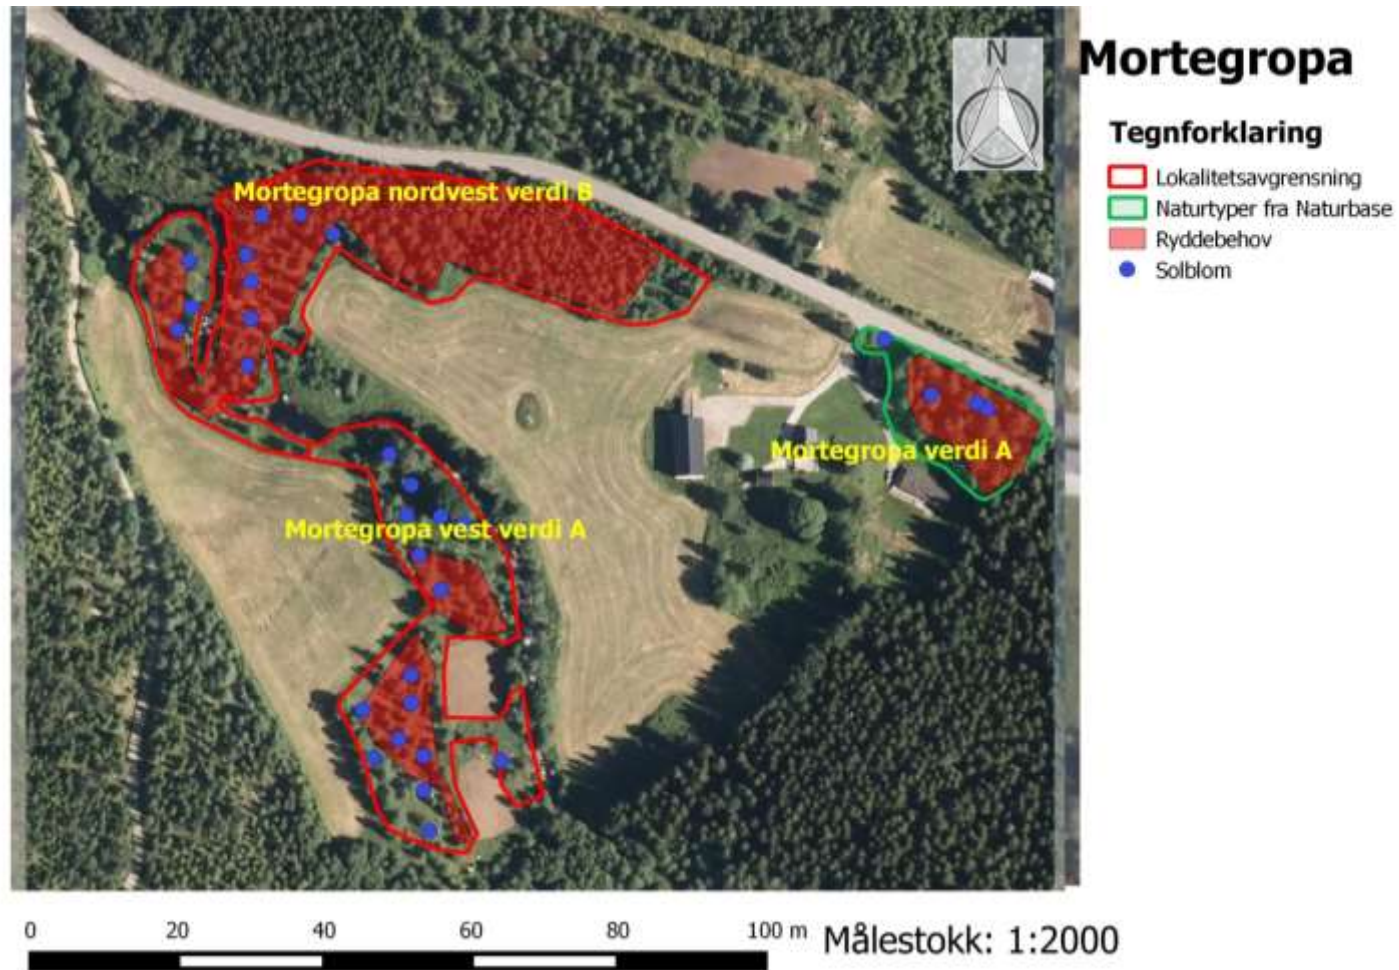 N
Mortegropa
Tegnforklaring
Lokalitetsavgrensning
Naturtyper fra Naturbase
Ryddebehov
Solblom
Mortegropa nordvest verdi B
Mortegropa verdi A
Mortegropa vest verdi A
0 20 40 60 80 100 m
Målestokk: 1:2000